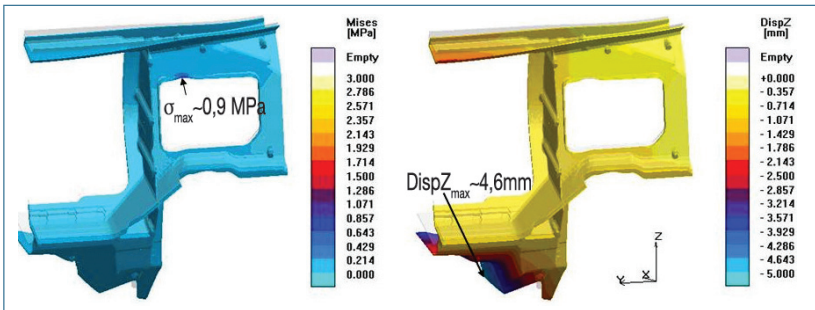 Mises
[MPa]
Empty
3.000
2.786
2.571
2.357
2.143
1.929
1.714
1.500
1.286
1.071
0.857
0.643
0.429
0.214
0.000
σmax~0,9 MPa
DispZ
[mm]
Empty
+0.000
- 0.357
- 0.714
- 1.071
- 1.429
- 1.786
- 2.143
- 2.500
- 2.857
- 3.214
- 3.571
- 3.929
- 4.286
- 4.643
- 5.000
DispZmax~4,6mm
Z
Y
X